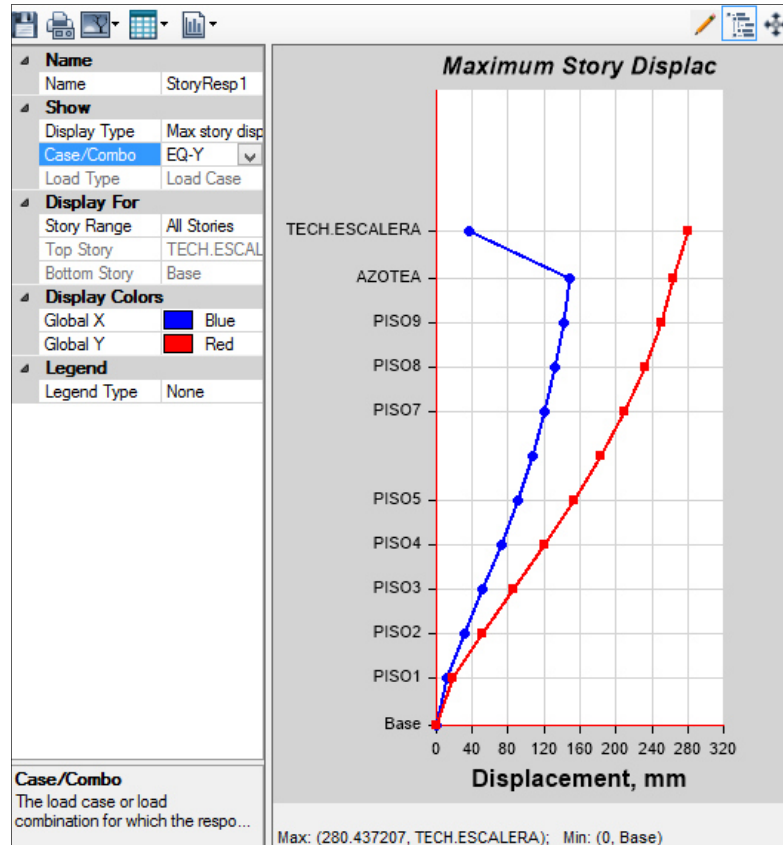 Name
Name StoryResp1
Show
Display Type Max story disp
Case/Combo EQ-Y
Load Type Load Case
Display For
Story Range All Stories
Top Story TECH.ESCAL
Bottom Story Base
Display Colors
Global X Blue
Global Y Red
Legend
Legend Type None
Case/Combo
The load case or load
combination for which the respo...
Maximum Story Displac
TECH.ESCALERA
AZOTEA
PISO9
PISO8
PISO7
PISO5
PISO4
PISO3
PISO2
PISO1
Base
0 40 80 120 160 200 240 280 320
Displacement, mm
Max: (280.437207, TECH.ESCALERA); Min: (0, Base)